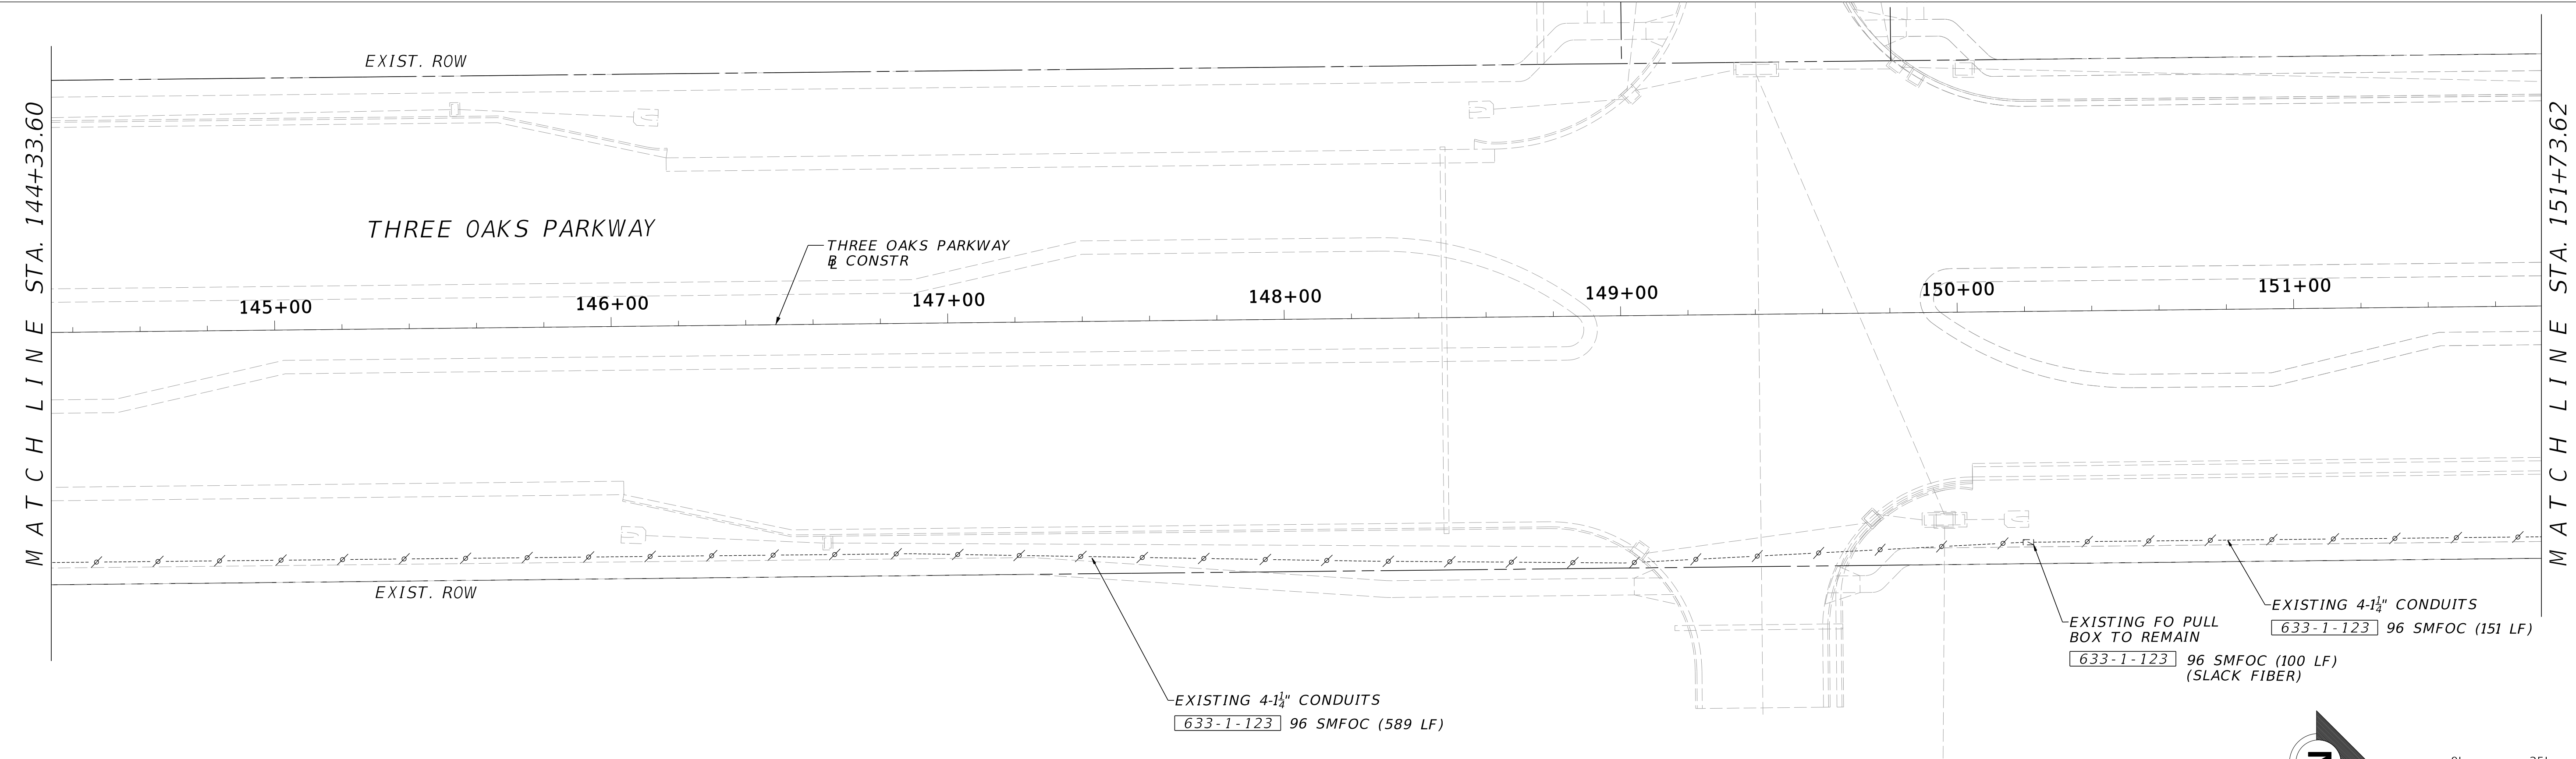 EXIST. ROW
MATCH LINE STA. 144+33.60
MATCH LINE STA. 151+73.62
THREE OAKS PARKWAY
THREE OAKS PARKWAY
BL CONSTR
145+00
146+00
147+00
148+00
149+00
150+00
151+00
EXIST. ROW
EXISTING 4-1¼" CONDUITS
633-1-123 96 SMFOC (151 LF)
EXISTING FO PULL
BOX TO REMAIN
633-1-123 96 SMFOC (100 LF)
(SLACK FIBER)
EXISTING 4-1¼" CONDUITS
633-1-123 96 SMFOC (589 LF)